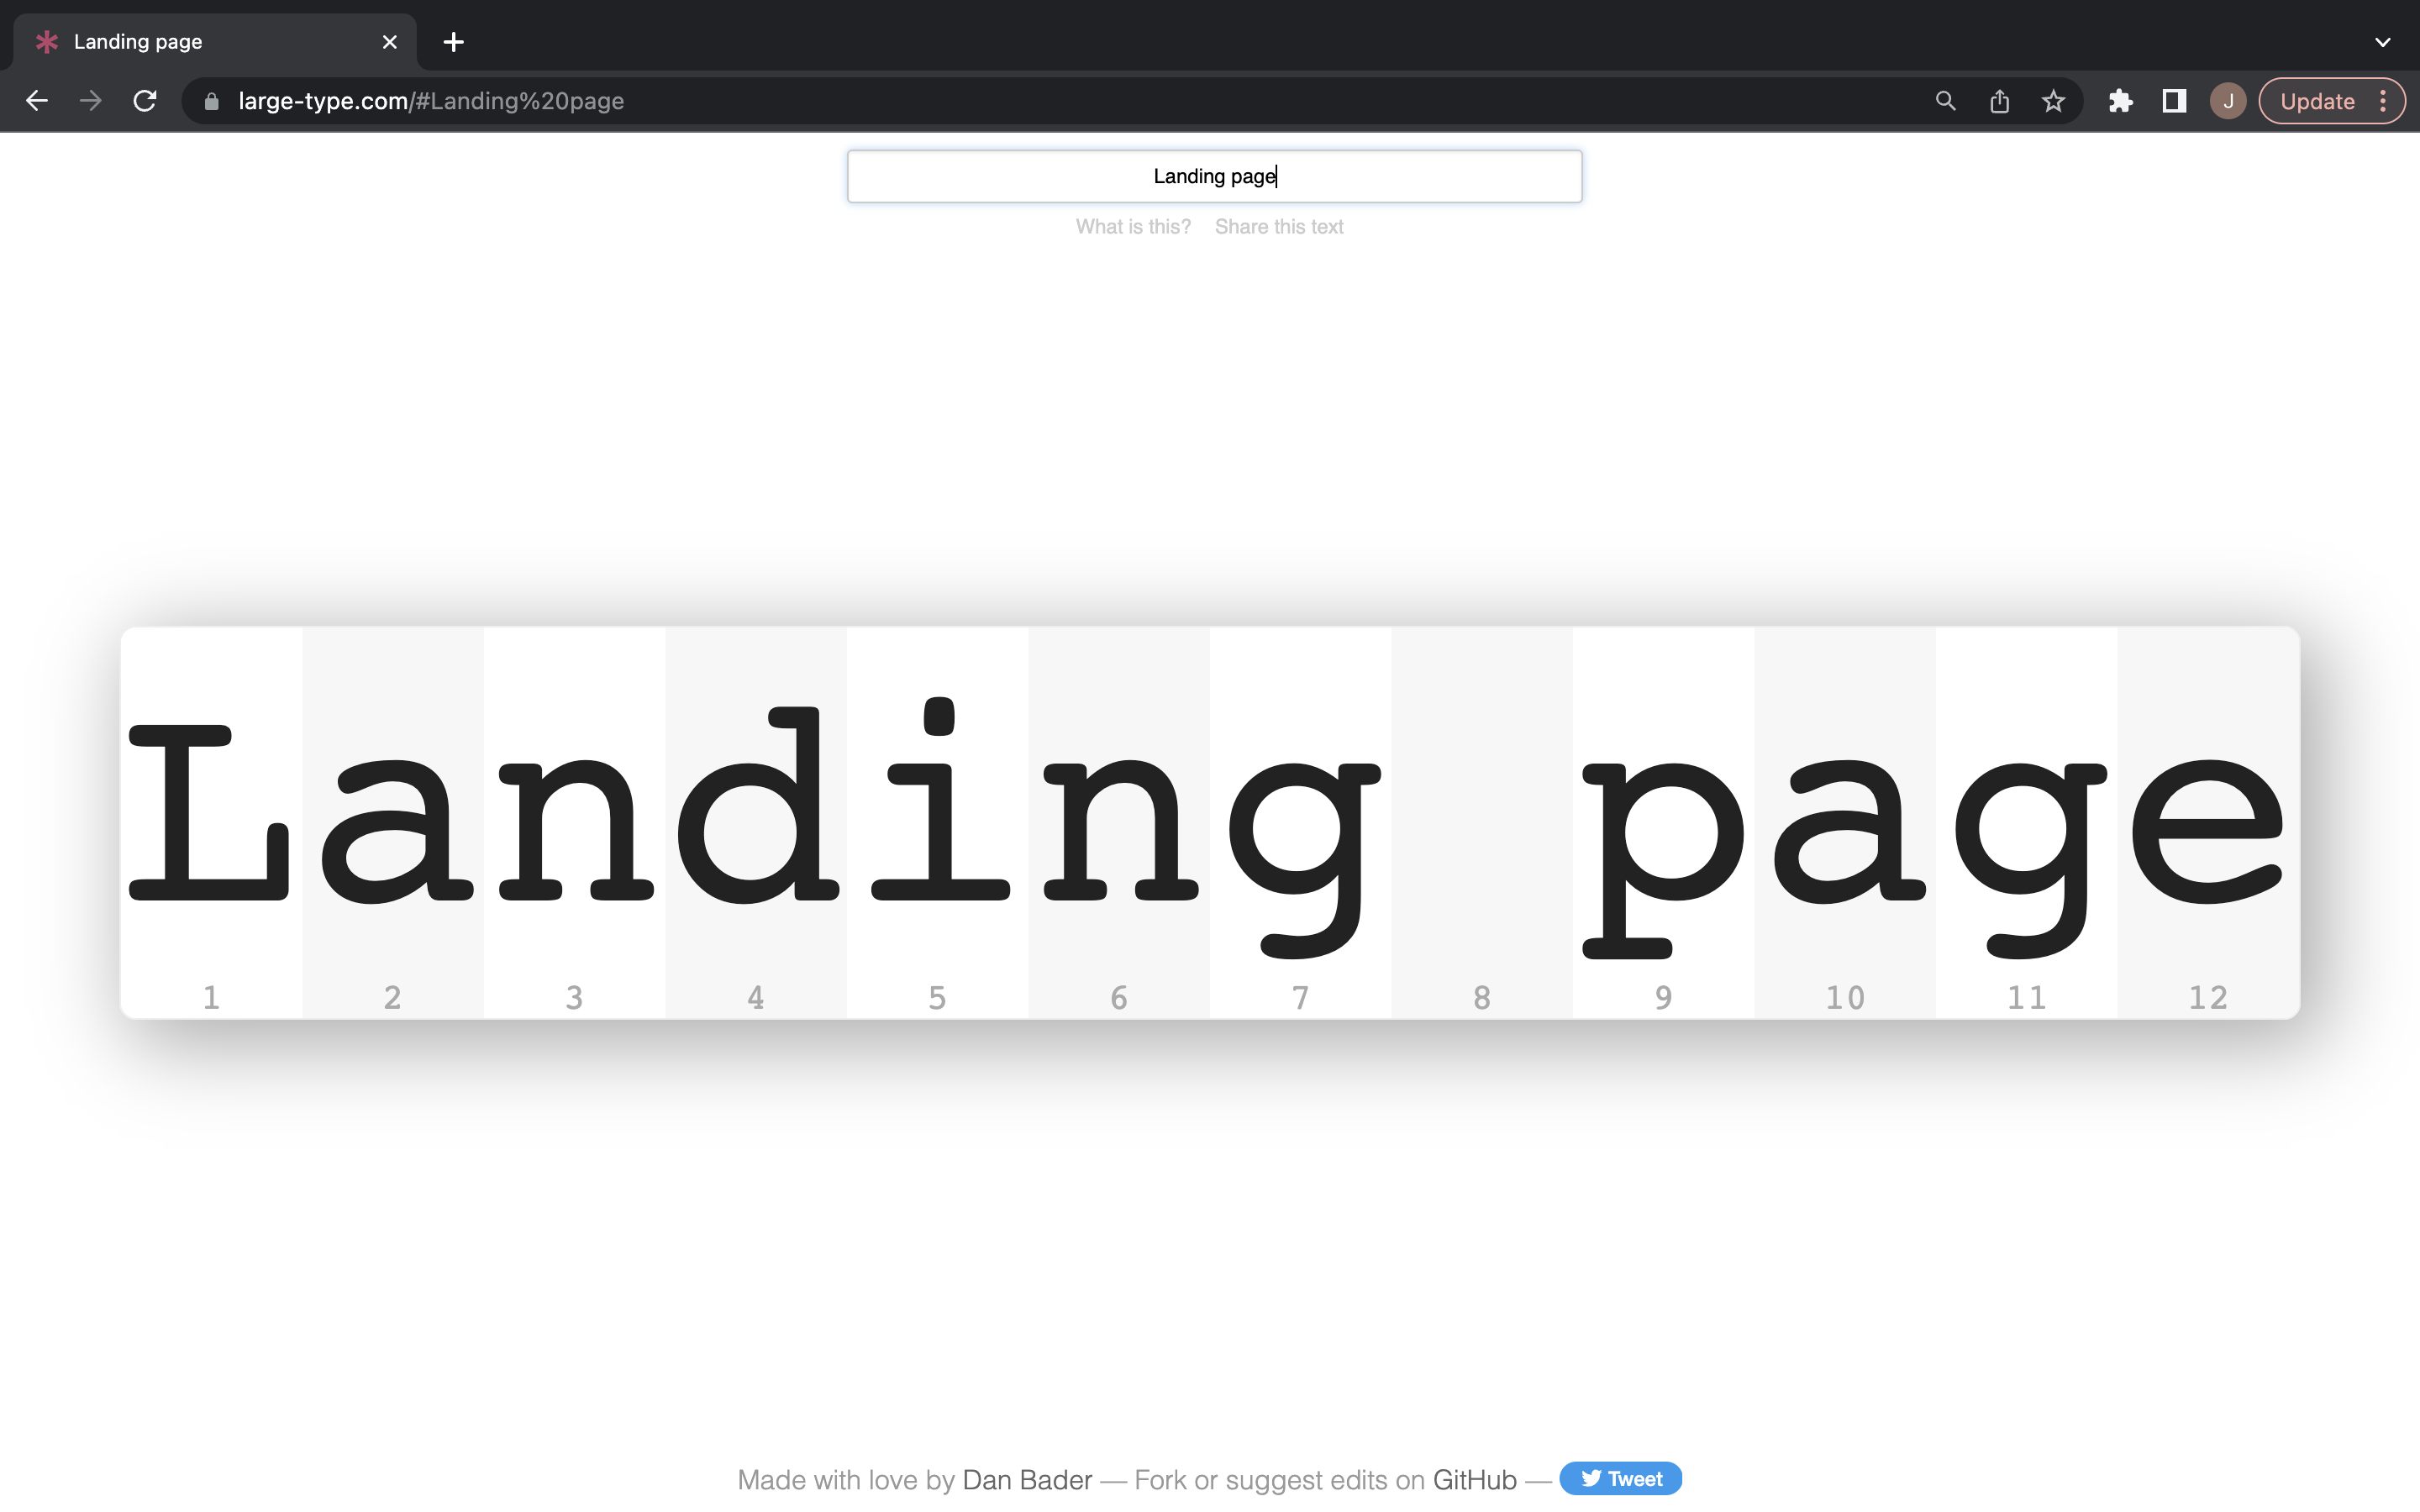 Landing page
large-type.com/#Landing%20page
J
Update
Landing page
What is this? Share this text
Landing page
1 2 3 4 5 6 7 8 9 10 11 12
Made with love by Dan Bader — Fork or suggest edits on GitHub — Tweet